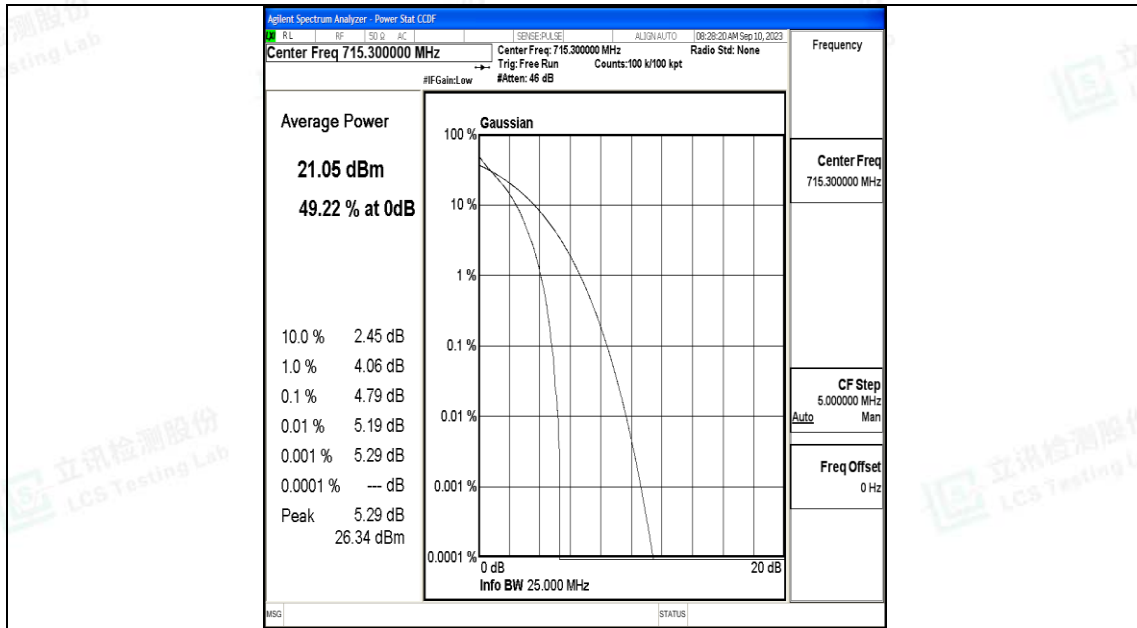 Agilent Spectrum Analyzer - Power Stat CCDF
LXI RL RF 50 Ω AC SENSE:PULSE ALIGN AUTO 08:28:20 AM Sep 10, 2023
Center Freq 715.300000 MHz
Center Freq: 715.300000 MHz Radio Std: None
Trig: Free Run Counts:100 k/100 kpt
#IFGain:Low #Atten: 46 dB
Frequency
Average Power
21.05 dBm
49.22 % at 0dB
10.0 % 2.45 dB
1.0 % 4.06 dB
0.1 % 4.79 dB
0.01 % 5.19 dB
0.001 % 5.29 dB
0.0001 % --- dB
Peak 5.29 dB
26.34 dBm
Gaussian
100 %
10 %
1 %
0.1 %
0.01 %
0.001 %
0.0001 %
0 dB 20 dB
Info BW 25.000 MHz
Center Freq
715.300000 MHz
CF Step
5.000000 MHz
Auto Man
Freq Offset
0 Hz
MSG STATUS
立讯检测股份
LCS Testing Lab
立讯检测股份